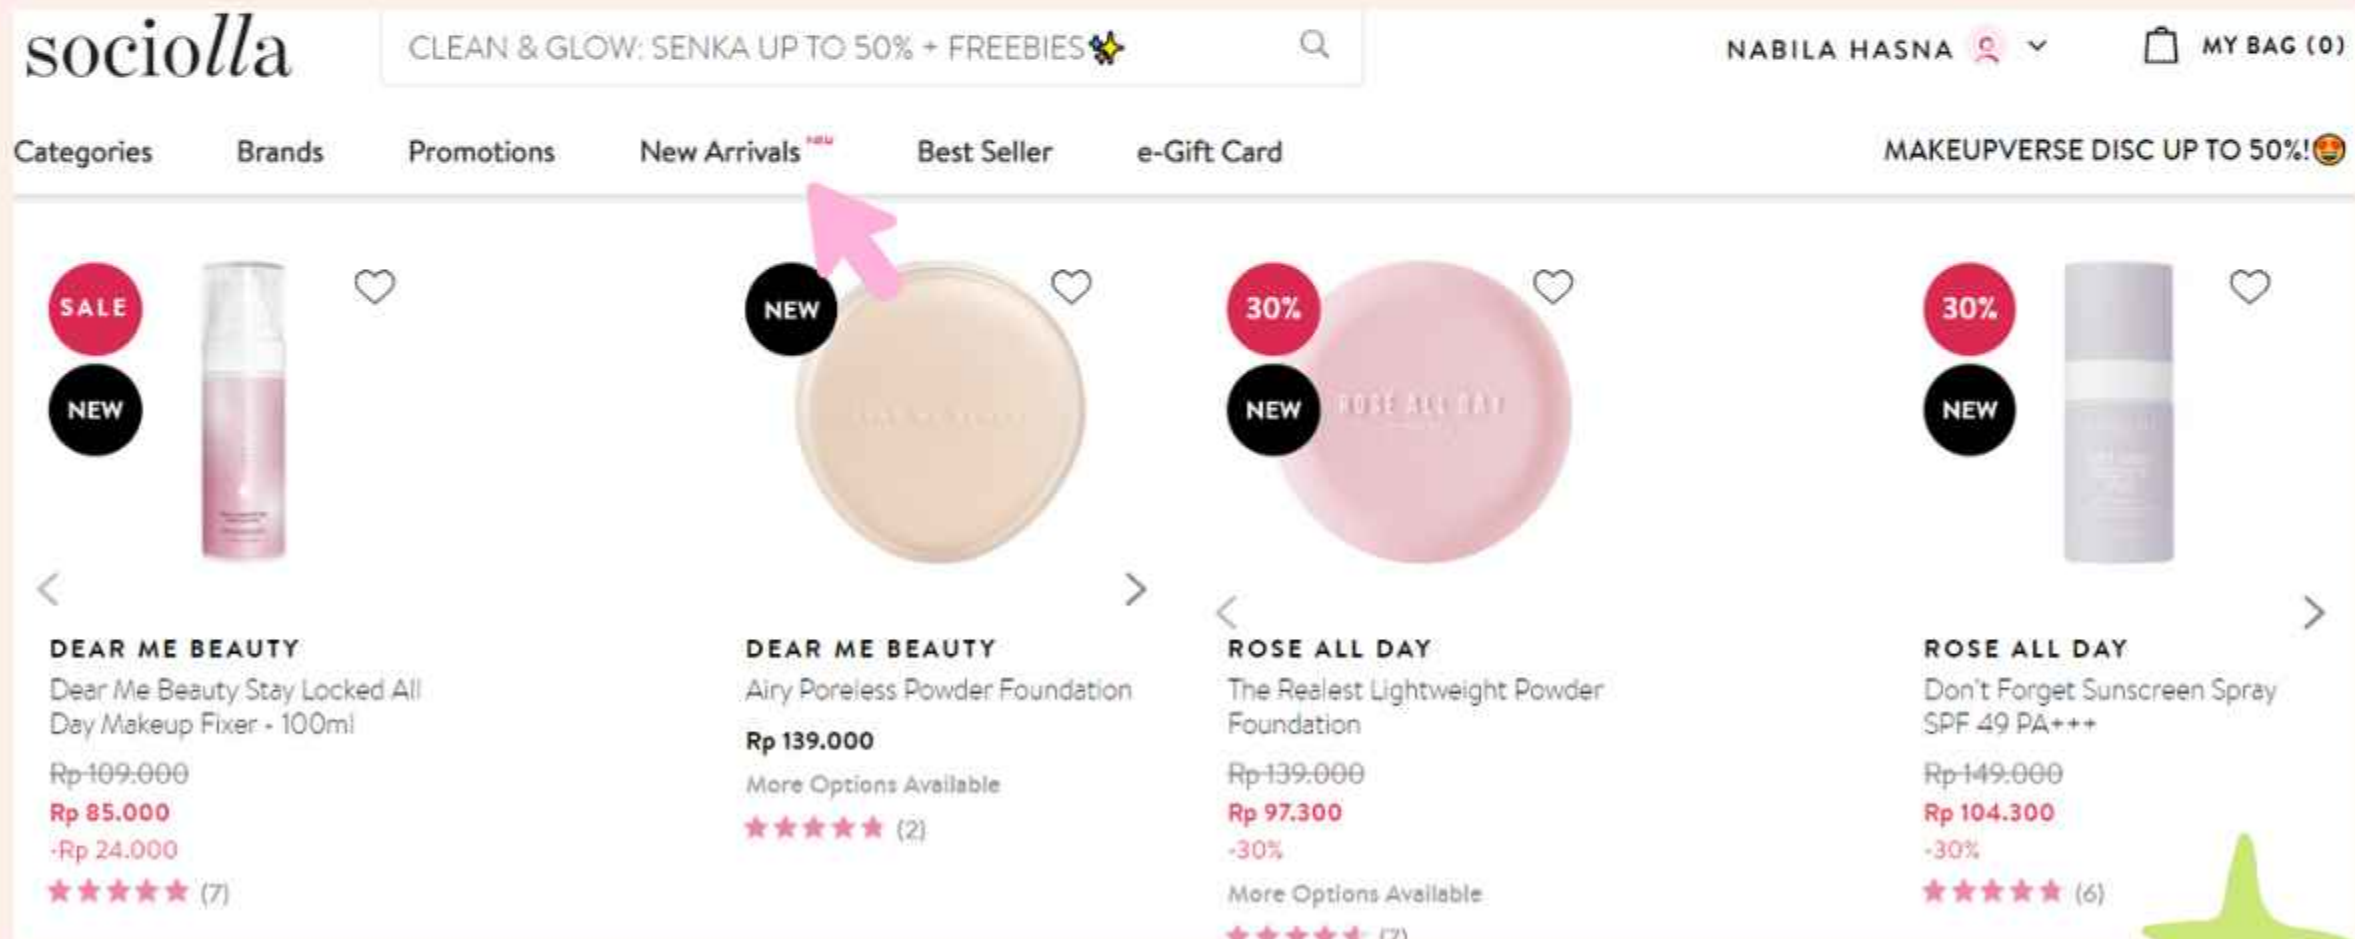 sociolla
CLEAN & GLOW: SENKA UP TO 50% + FREEBIES
NABILA HASNA
MY BAG (0)
Categories
Brands
Promotions
New Arrivals new
Best Seller
e-Gift Card
MAKEUPVERSE DISC UP TO 50%!
SALE
NEW
DEAR ME BEAUTY
Dear Me Beauty Stay Locked All
Day Makeup Fixer - 100ml
Rp 109.000
Rp 85.000
-Rp 24.000
(7)
NEW
DEAR ME BEAUTY
Airy Poreless Powder Foundation
Rp 139.000
More Options Available
(2)
30%
NEW
ROSE ALL DAY
ROSE ALL DAY
The Realest Lightweight Powder
Foundation
Rp 139.000
Rp 97.300
-30%
More Options Available
30%
NEW
ROSE ALL DAY
Don't Forget Sunscreen Spray
SPF 49 PA+++
Rp 149.000
Rp 104.300
-30%
(6)